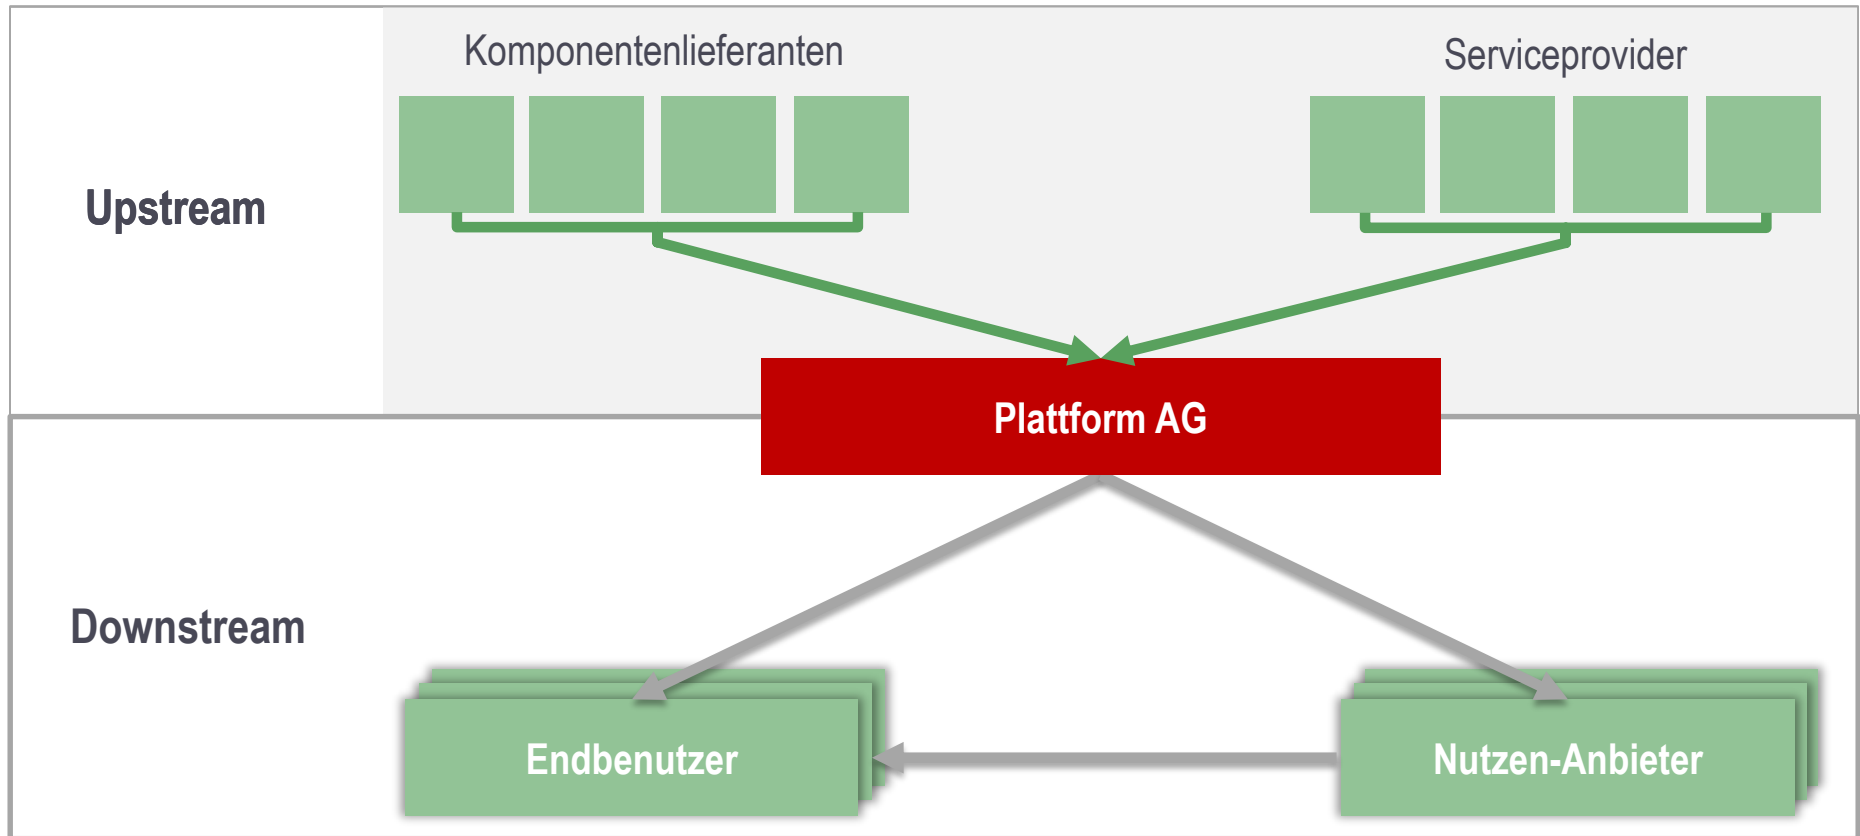 Komponentenlieferanten
Serviceprovider
Upstream
Plattform AG
Downstream
Endbenutzer
Nutzen-Anbieter